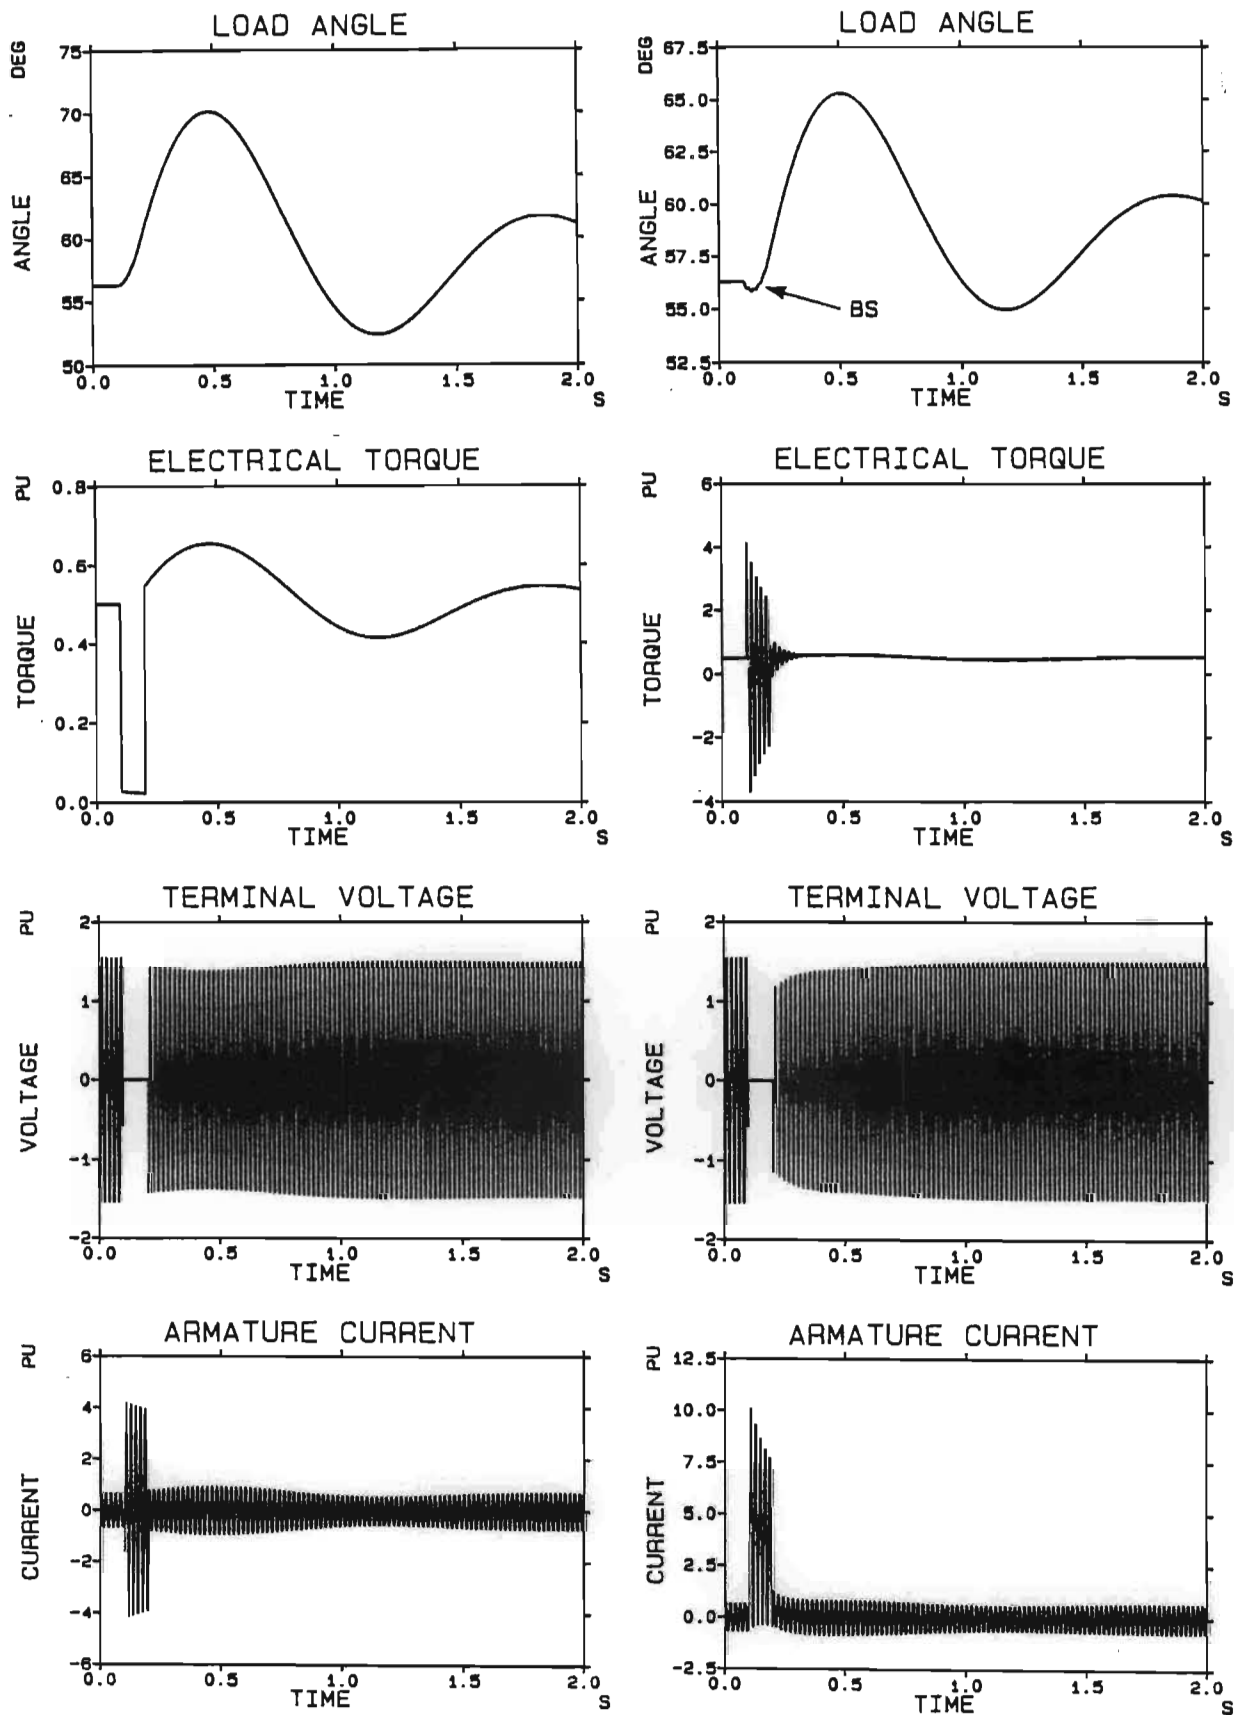 LOAD ANGLE
DEG
ANGLE
75
70
65
60
55
50
0.0 0.5 1.0 1.5 2.0
TIME S
LOAD ANGLE
DEG
ANGLE
67.5
65.0
62.5
60.0
57.5
55.0
52.5
BS
0.0 0.5 1.0 1.5 2.0
TIME S
ELECTRICAL TORQUE
PU
TORQUE
0.8
0.6
0.4
0.2
0.0
0.0 0.5 1.0 1.5 2.0
TIME S
ELECTRICAL TORQUE
PU
TORQUE
6
4
2
0
-2
-4
0.0 0.5 1.0 1.5 2.0
TIME S
TERMINAL VOLTAGE
PU
VOLTAGE
2
1
0
-1
-2
0.0 0.5 1.0 1.5 2.0
TIME S
TERMINAL VOLTAGE
PU
VOLTAGE
2
1
0
-1
-2
0.0 0.5 1.0 1.5 2.0
TIME S
ARMATURE CURRENT
PU
CURRENT
6
4
2
0
-2
-4
-6
0.0 0.5 1.0 1.5 2.0
TIME S
ARMATURE CURRENT
PU
CURRENT
12.5
10.0
7.5
5.0
2.5
0.0
-2.5
0.0 0.5 1.0 1.5 2.0
TIME S